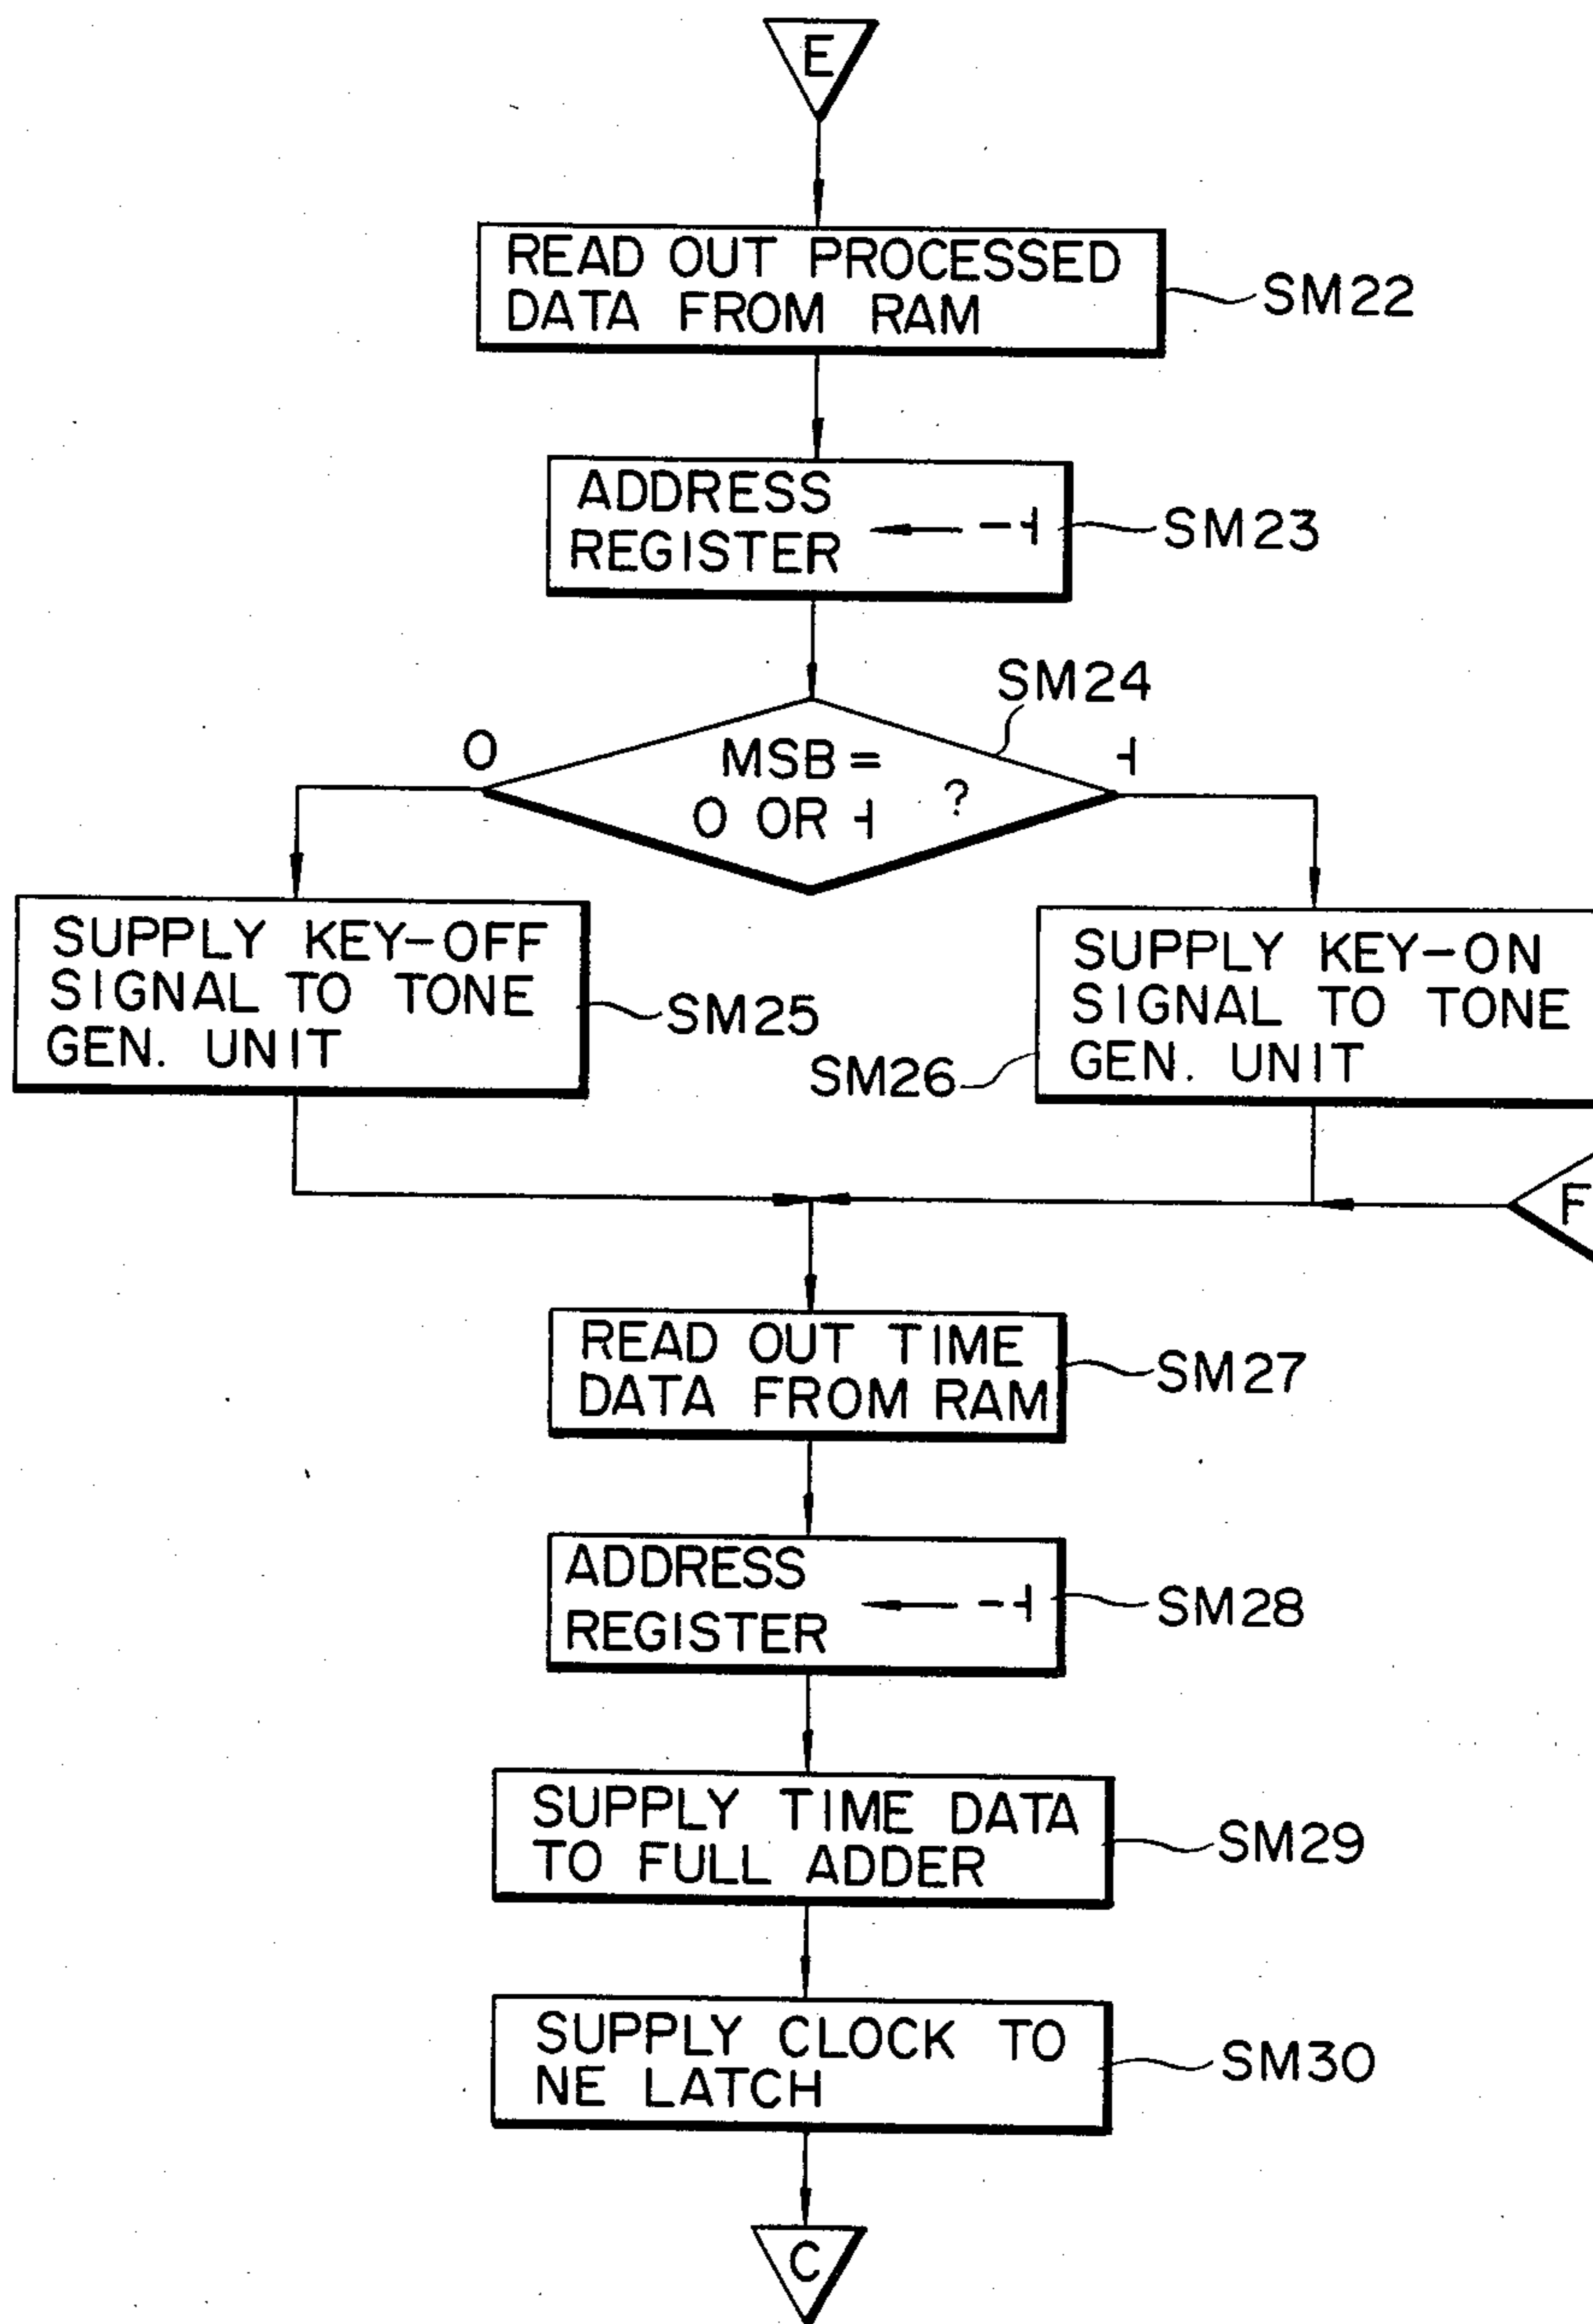 E
READ OUT PROCESSED
DATA FROM RAM
SM22
ADDRESS
REGISTER ← -1
SM23
SM24
0
MSB =
0 OR 1 ?
1
SUPPLY KEY-OFF
SIGNAL TO TONE
GEN. UNIT
SM25
SUPPLY KEY-ON
SIGNAL TO TONE
GEN. UNIT
SM26
F
READ OUT TIME
DATA FROM RAM
SM27
ADDRESS
REGISTER ← -1
SM28
SUPPLY TIME DATA
TO FULL ADDER
SM29
SUPPLY CLOCK TO
NE LATCH
SM30
C